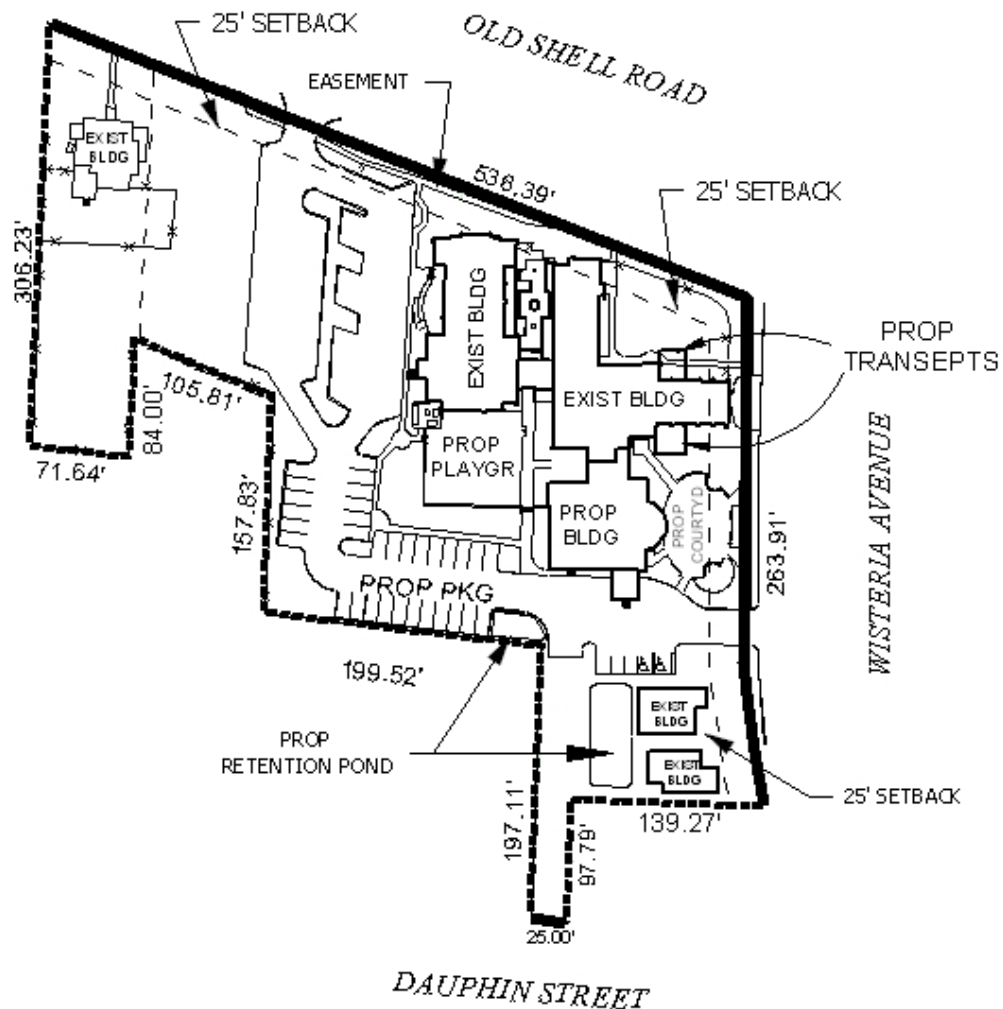 25' SETBACK
OLD SHELL ROAD
EASEMENT
EXIST
BLDG
536.39'
25' SETBACK
306.23'
EXIST BLDG
PROP
TRANSEPTS
105.81'
84.00'
EXIST BLDG
71.64'
PROP
PLAYGR
WISTERIA AVENUE
157.83'
PROP
BLDG
PROP
COURTYD
263.91'
PROP PKG
199.52'
EXIST
BLDG
PROP
RETENTION POND
EXIST
BLDG
25' SETBACK
139.27'
197.11'
97.79'
25.00'
DAUPHIN STREET